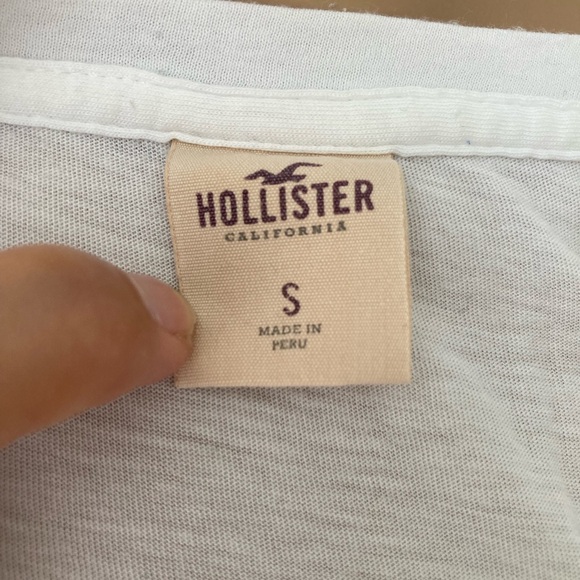 HOLLISTER
CALIFORNIA
S
MADE IN
PERU